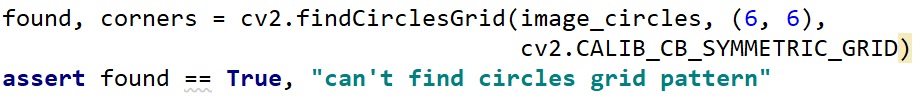 found, corners = cv2.findCirclesGrid(image_circles, (6, 6),
                                     cv2.CALIB_CB_SYMMETRIC_GRID)
assert found == True, "can't find circles grid pattern"